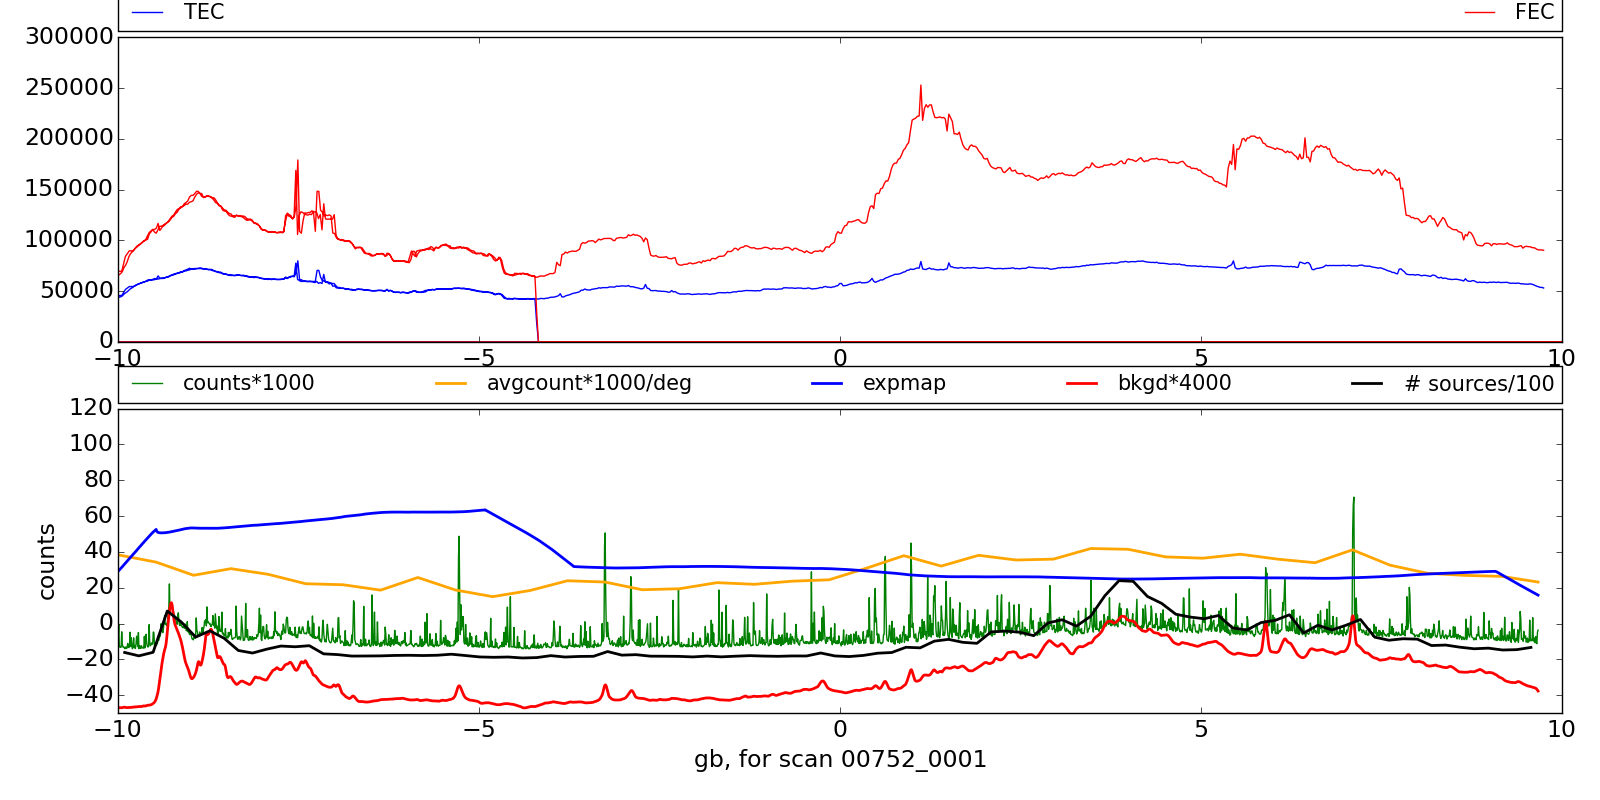 TEC FEC
300000
250000
200000
150000
100000
50000
0
−10 −5 0 5 10
counts*1000 avgcount*1000/deg expmap bkgd*4000 # sources/100
120
100
80
60
40
20
0
−20
−40
counts
−10 −5 0 5 10
gb, for scan 00752_0001